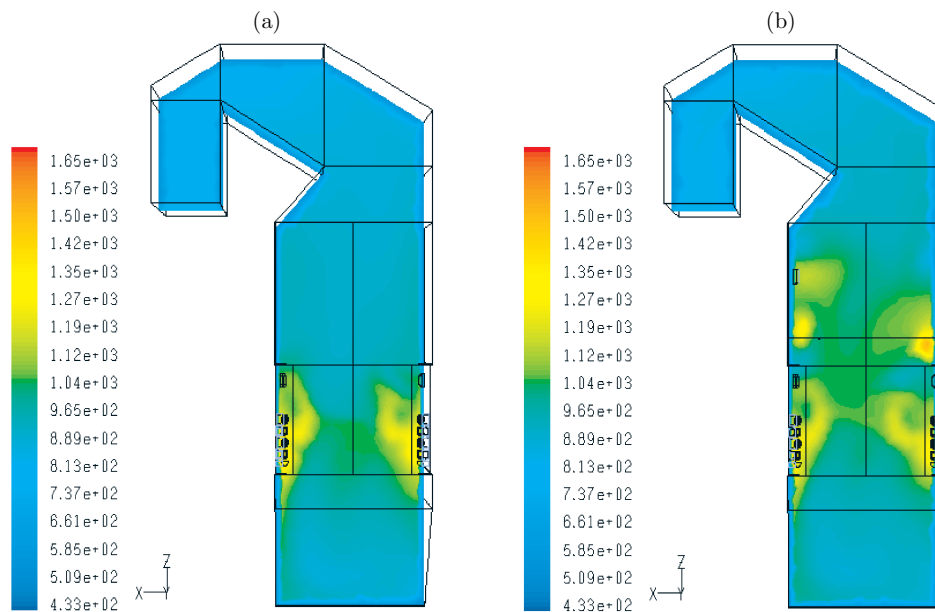 (a)
1.65e+03
1.57e+03
1.50e+03
1.42e+03
1.35e+03
1.27e+03
1.19e+03
1.12e+03
1.04e+03
9.65e+02
8.89e+02
8.13e+02
7.37e+02
6.61e+02
5.85e+02
5.09e+02
4.33e+02
Z
X
Y
(b)
1.65e+03
1.57e+03
1.50e+03
1.42e+03
1.35e+03
1.27e+03
1.19e+03
1.12e+03
1.04e+03
9.65e+02
8.89e+02
8.13e+02
7.37e+02
6.61e+02
5.85e+02
5.09e+02
4.33e+02
Z
X
Y